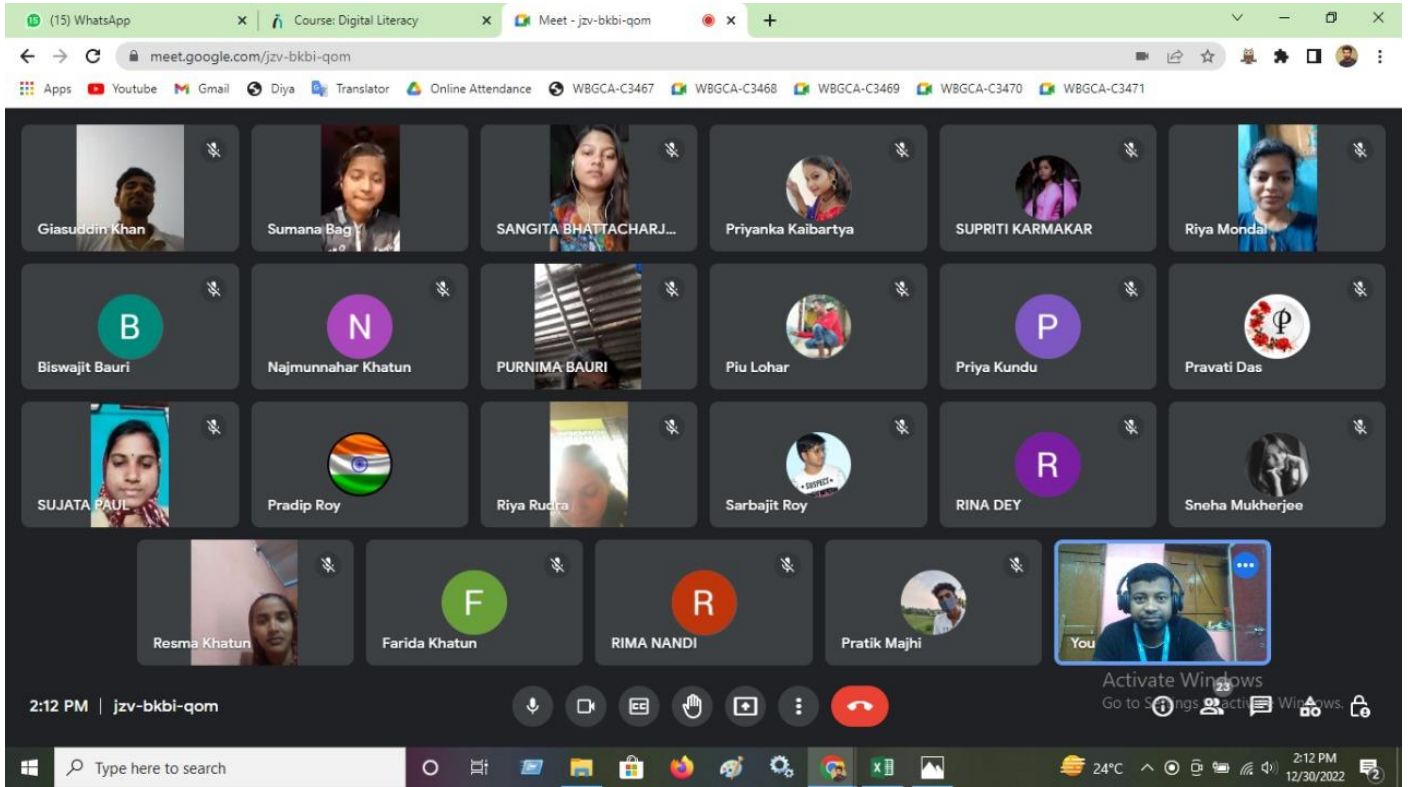 (15) WhatsApp
Course: Digital Literacy
Meet - jzv-bkbi-qom
meet.google.com/jzv-bkbi-qom
Apps Youtube Gmail Diya Translator Online Attendance WBGCA-C3467 WBGCA-C3468 WBGCA-C3469 WBGCA-C3470 WBGCA-C3471
Giasuddin Khan
Sumana Bag
SANGITA BHATTACHARJ...
Priyanka Kaibartya
SUPRITI KARMAKAR
Riya Mondal
B
Biswajit Bauri
N
Najmunnahar Khatun
PURNIMA BAURI
Piu Lohar
P
Priya Kundu
Pravati Das
SUJATA PAUL
Pradip Roy
Riya Rudra
SUSPECT
Sarbajit Roy
R
RINA DEY
Sneha Mukherjee
Resma Khatun
F
Farida Khatun
R
RIMA NANDI
Pratik Majhi
You
Activate Windows
Go to Settings to activate Windows.
23
2:12 PM | jzv-bkbi-qom
CC
Type here to search
24°C
2:12 PM
12/30/2022
2